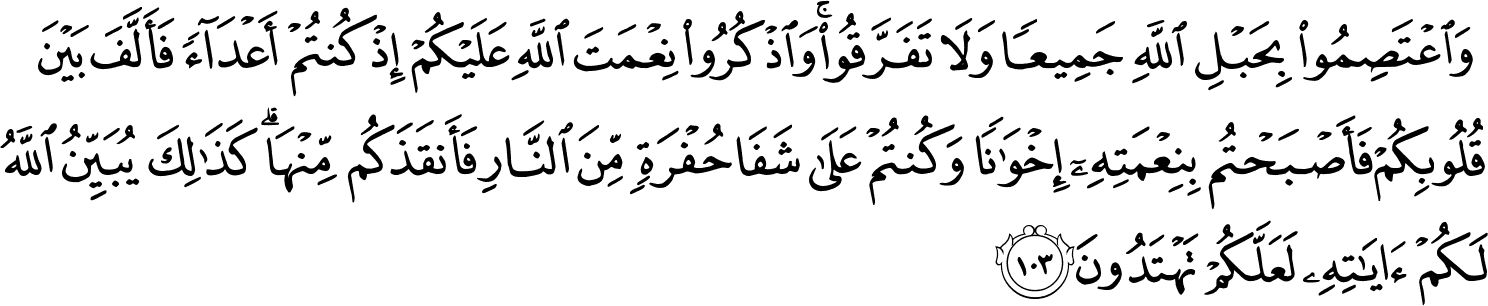 وَٱعۡتَصِمُواْ بِحَبۡلِ ٱللَّهِ جَمِيعٗا وَلَا تَفَرَّقُواْۚ وَٱذۡكُرُواْ نِعۡمَتَ ٱللَّهِ عَلَيۡكُمۡ إِذۡ كُنتُمۡ أَعۡدَآءٗ فَأَلَّفَ بَيۡنَ
قُلُوبِكُمۡ فَأَصۡبَحۡتُم بِنِعۡمَتِهِۦٓ إِخۡوَٰنٗا وَكُنتُمۡ عَلَىٰ شَفَا حُفۡرَةٖ مِّنَ ٱلنَّارِ فَأَنقَذَكُم مِّنۡهَاۗ كَذَٰلِكَ يُبَيِّنُ ٱللَّهُ
لَكُمۡ ءَايَٰتِهِۦ لَعَلَّكُمۡ تَهۡتَدُونَ ١٠٣